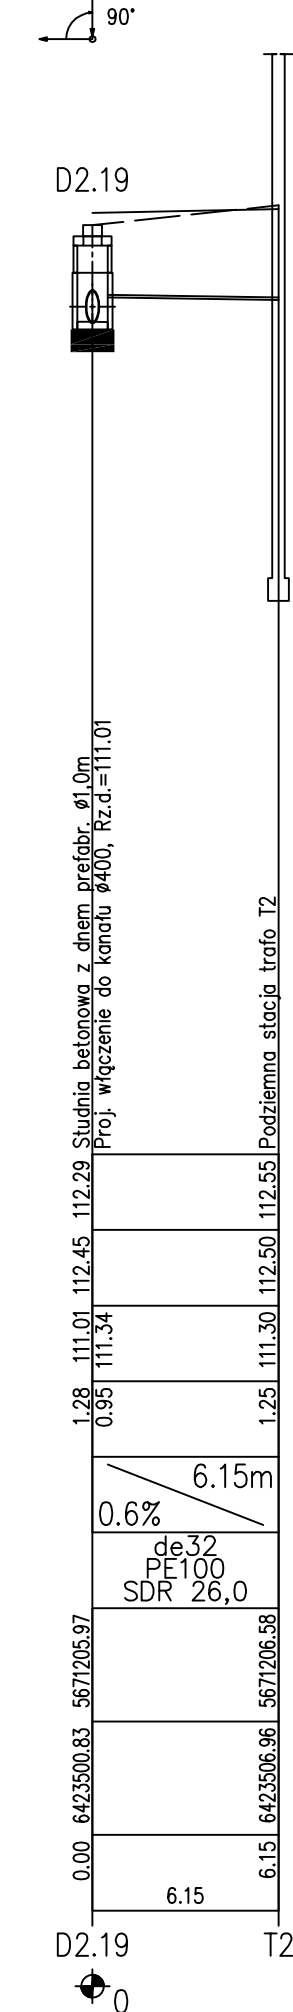 90°
D2.19
Studnia betonowa z dnem prefabr. ø1,0m
Proj. włączenie do kanału ø400, Rz.d.=111.01
Podziemna stacja trafo T2
112.29
112.55
112.45
112.50
111.01
111.34
111.30
1.28
0.95
1.25
6.15m
0.6%
de32
PE100
SDR 26,0
5671205.97
5671206.58
6423500.83
6423506.96
0.00
6.15
6.15
D2.19
T2
0